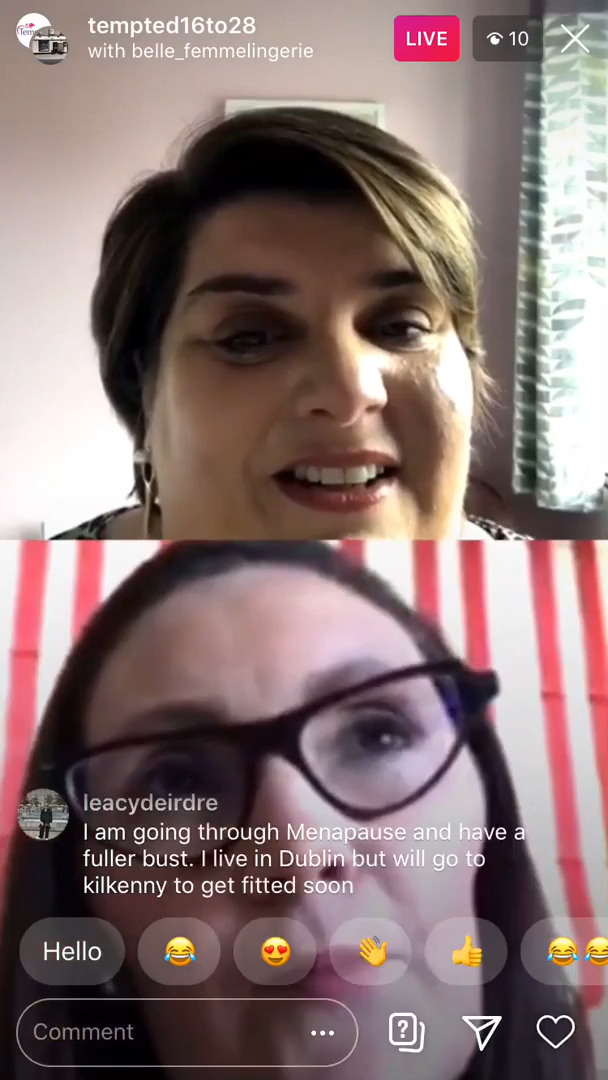 tempted16to28
with belle_femmelingerie
LIVE
10
leacydeirdre
I am going through Menapause and have a
fuller bust. I live in Dublin but will go to
kilkenny to get fitted soon
Hello
Comment